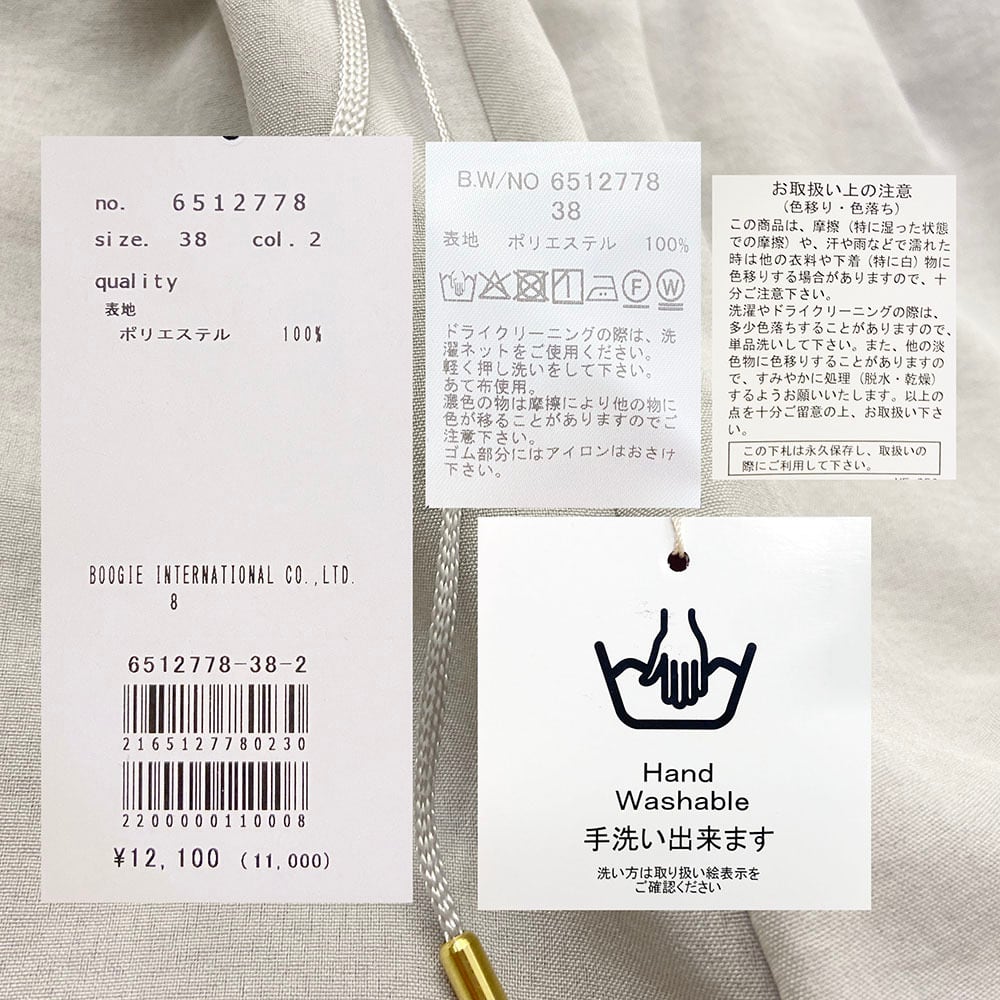 no. 6512778
size. 38 col. 2
quality
表地
ポリエステル 100%
BOOGIE INTERNATIONAL CO.,LTD.
8
6512778-38-2
2165127780230
2200000110008
¥12,100 (11,000)
B.W/NO 6512778
38
表地 ポリエステル 100%
F W
ドライクリーニングの際は、洗
濯ネットをご使用ください。
軽く押し洗いをして下さい。
あて布使用。
濃色の物は摩擦により他の物に
色が移ることがありますのでご
注意下さい。
ゴム部分にはアイロンはおさけ
下さい。
お取扱い上の注意
(色移り・色落ち)
この商品は、摩擦（特に湿った状態
での摩擦）や、汗や雨などで濡れた
時は他の衣料や下着（特に白）物に
色移りする場合がありますので、十
分ご注意下さい。
洗濯やドライクリーニングの際は、
多少色落ちすることがありますので、
単品洗いして下さい。また、他の淡
色物に色移りすることがありますの
で、すみやかに処理（脱水・乾燥）
するようお願いいたします。以上の
点を十分ご留意の上、お取扱い下さ
い。
この下札は永久保存し、取扱いの
際にご利用して下さい。
Hand
Washable
手洗い出来ます
洗い方は取り扱い絵表示を
ご確認ください